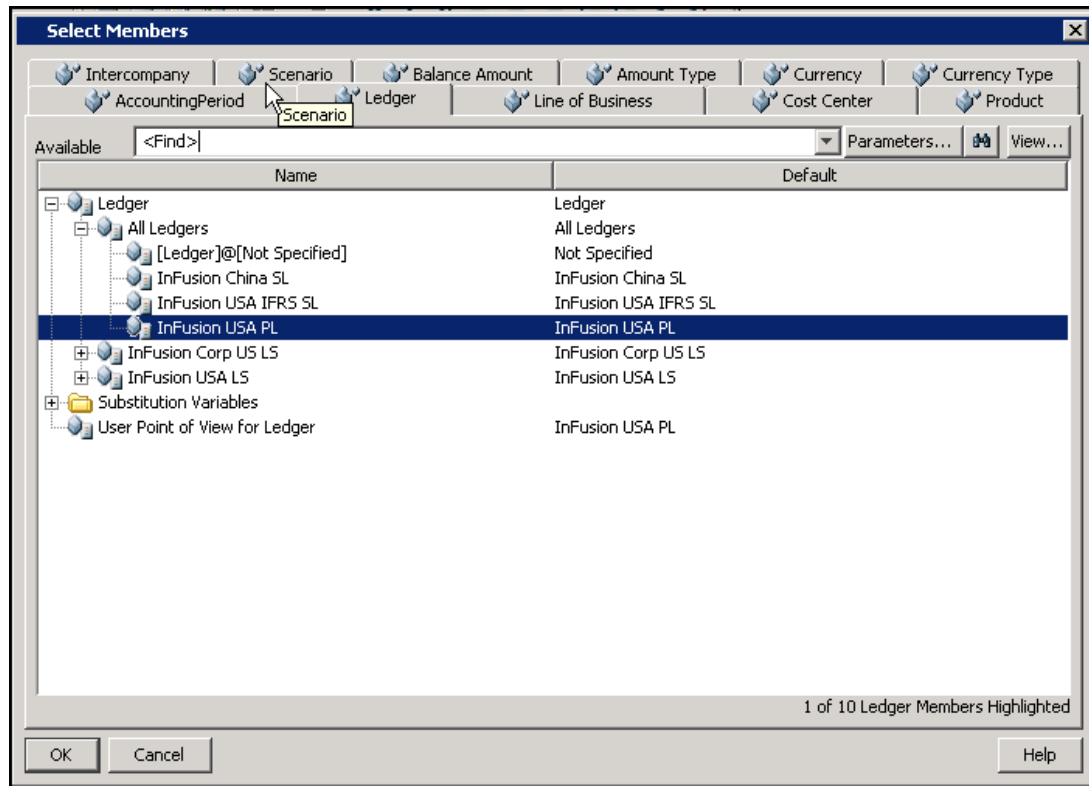 Select Members
Intercompany Scenario Balance Amount Amount Type Currency Currency Type
AccountingPeriod Ledger Line of Business Cost Center Product
Scenario
Available <Find> Parameters... View...
Name Default
Ledger Ledger
All Ledgers All Ledgers
[Ledger]@[Not Specified] Not Specified
InFusion China SL InFusion China SL
InFusion USA IFRS SL InFusion USA IFRS SL
InFusion USA PL InFusion USA PL
InFusion Corp US LS InFusion Corp US LS
InFusion USA LS InFusion USA LS
Substitution Variables
User Point of View for Ledger InFusion USA PL
1 of 10 Ledger Members Highlighted
OK Cancel Help